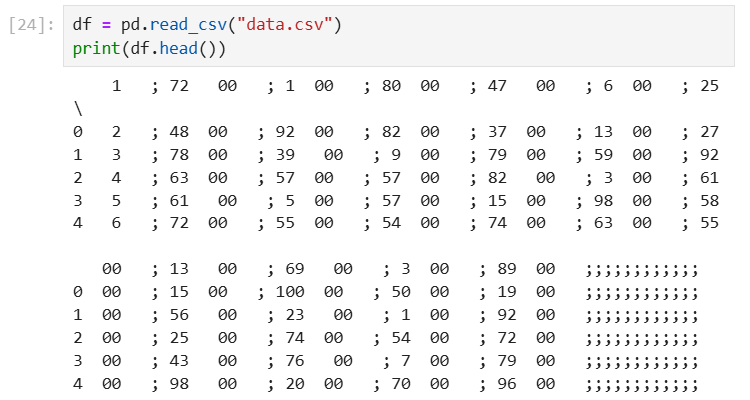 [24]: df = pd.read_csv("data.csv")
print(df.head())
1 ; 72 00 ; 1 00 ; 80 00 ; 47 00 ; 6 00 ; 25
\
0 2 ; 48 00 ; 92 00 ; 82 00 ; 37 00 ; 13 00 ; 27
1 3 ; 78 00 ; 39 00 ; 9 00 ; 79 00 ; 59 00 ; 92
2 4 ; 63 00 ; 57 00 ; 57 00 ; 82 00 ; 3 00 ; 61
3 5 ; 61 00 ; 5 00 ; 57 00 ; 15 00 ; 98 00 ; 58
4 6 ; 72 00 ; 55 00 ; 54 00 ; 74 00 ; 63 00 ; 55
00 ; 13 00 ; 69 00 ; 3 00 ; 89 00 ;;;;;;;;;;;;
0 00 ; 15 00 ; 100 00 ; 50 00 ; 19 00 ;;;;;;;;;;;;
1 00 ; 56 00 ; 23 00 ; 1 00 ; 92 00 ;;;;;;;;;;;;
2 00 ; 25 00 ; 74 00 ; 54 00 ; 72 00 ;;;;;;;;;;;;
3 00 ; 43 00 ; 76 00 ; 7 00 ; 79 00 ;;;;;;;;;;;;
4 00 ; 98 00 ; 20 00 ; 70 00 ; 96 00 ;;;;;;;;;;;;